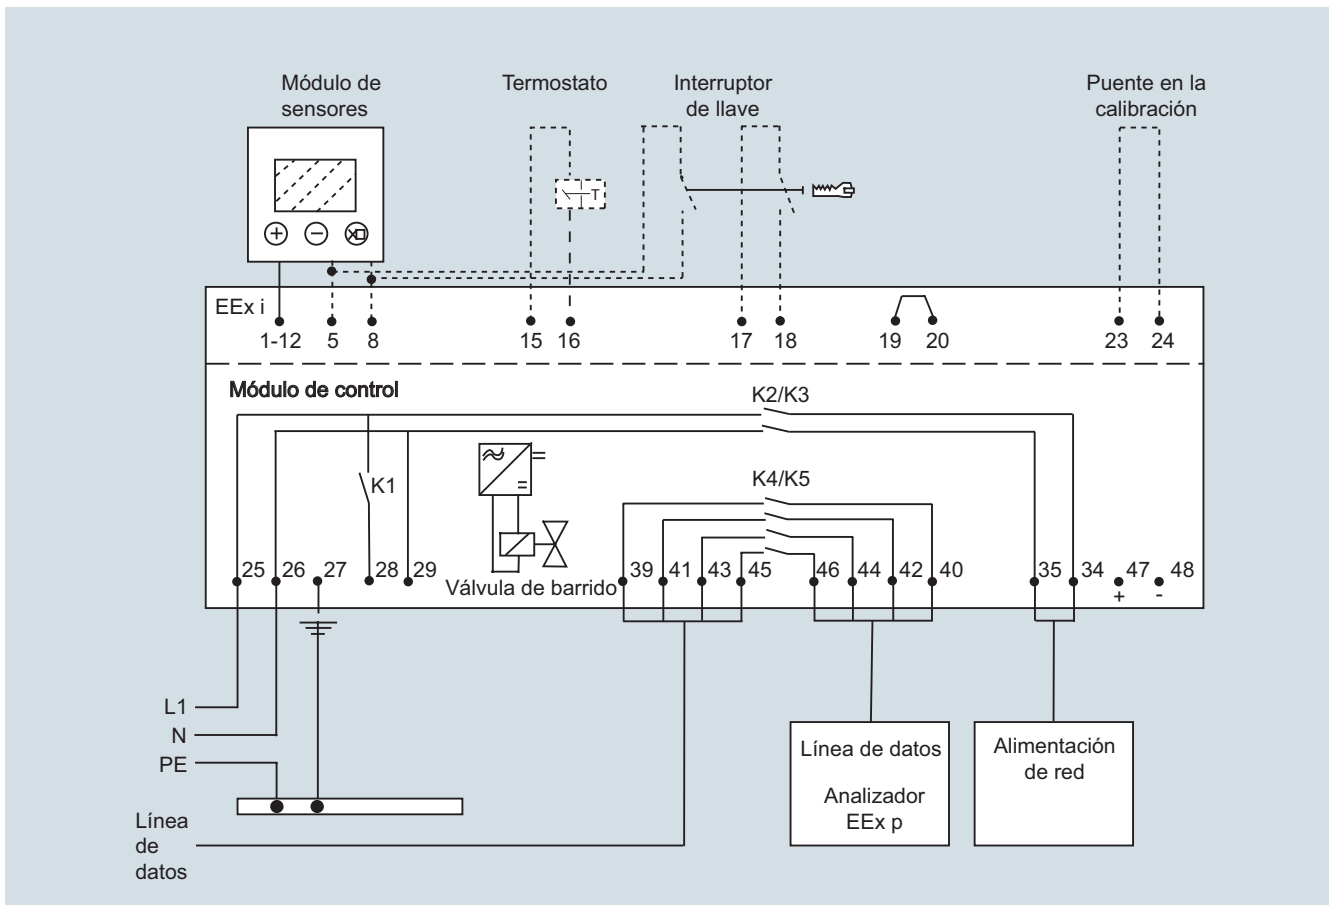 Módulo de
sensores
Termostato
Interruptor
de llave
Puente en la
calibración
T
EEx i
1-12 5 8 15 16 17 18 19 20 23 24
Módulo de control
K2/K3
K1
K4/K5
25 26 27 28 29 Válvula de barrido 39 41 43 45 46 44 42 40 35 34 47 48
+ -
L1
N
PE
Línea
de
datos
Línea de datos
Analizador
EEx p
Alimentación
de red